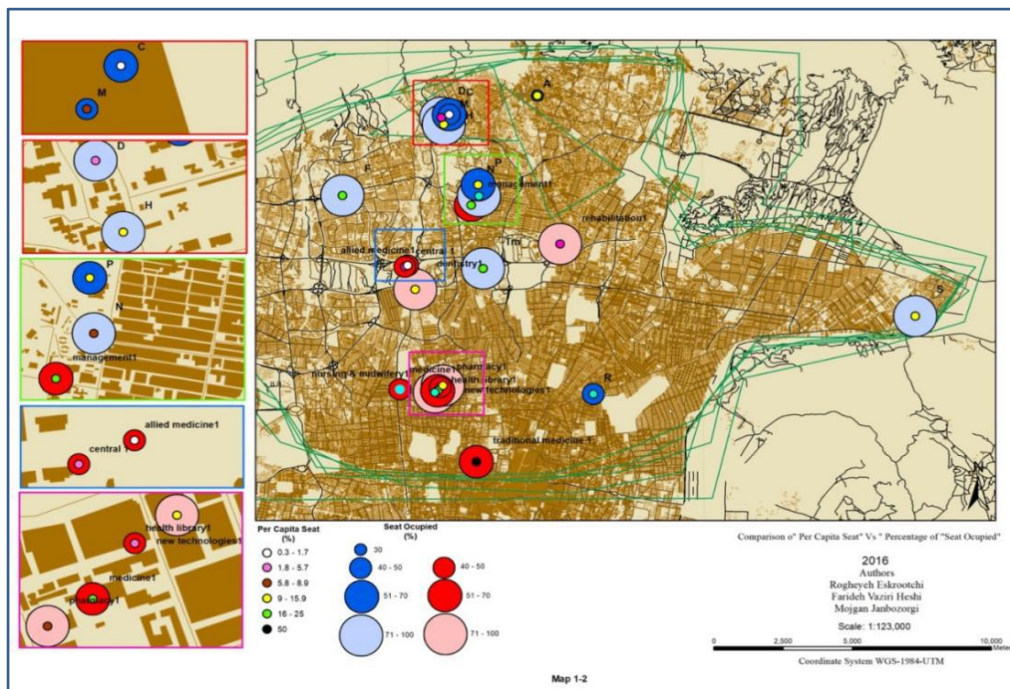 C
M
D
H
P
N
management1
allied medicine1
central 1
health library1
new technologies1
medicine1
pharmacy1
A
DC
M
H
F
P
N
management1
rehabilitation1
Tm
allied medicine1
central 1
dentistry1
S
pharmacy1
medicine1
nursing & midwifery1
health library1
new technologies1
R
traditional medicine 1
N
Per Capita Seat
(%)
0.3 - 1.7
1.8 - 5.7
5.8 - 8.9
9 - 15.9
16 - 25
50
Seat Ocupied
(%)
30
40 - 50
51 - 70
71 - 100
40 - 50
51 - 70
71 - 100
Comparison o" Per Capita Seat" Vs " Percentage of "Seat Ocupied"
2016
Authors
Rogheyeh Eskrootchi
Farideh Vaziri Heshi
Mojgan Janbozorgi
Scale: 1:123,000
0 2,500 5,000 10,000
Meter
Coordinate System WGS-1984-UTM
Map 1-2